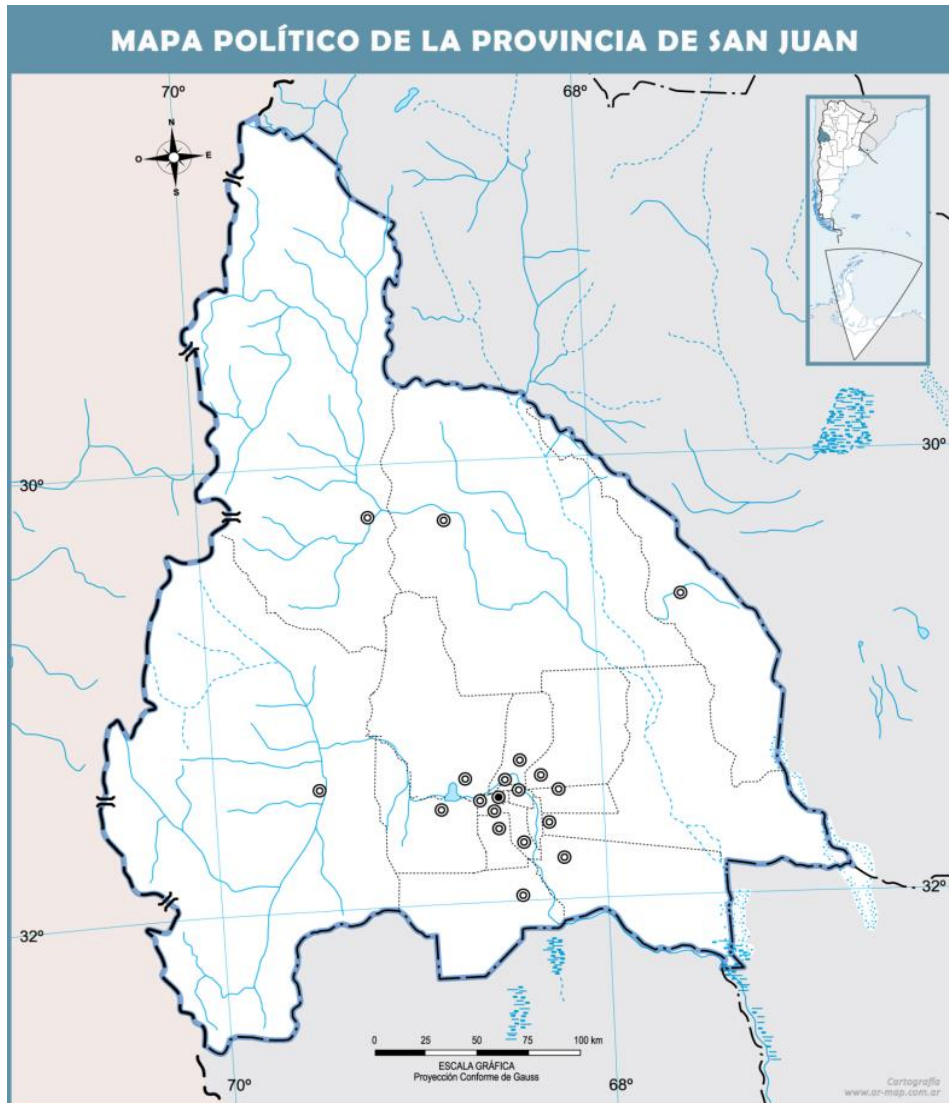 MAPA POLÍTICO DE LA PROVINCIA DE SAN JUAN
70º
68º
N
O
E
S
30º
30º
32º
32º
0 25 50 75 100 km
ESCALA GRÁFICA
Proyección Conforme de Gauss
70º
68º
Cartografía
www.ar-map.com.ar